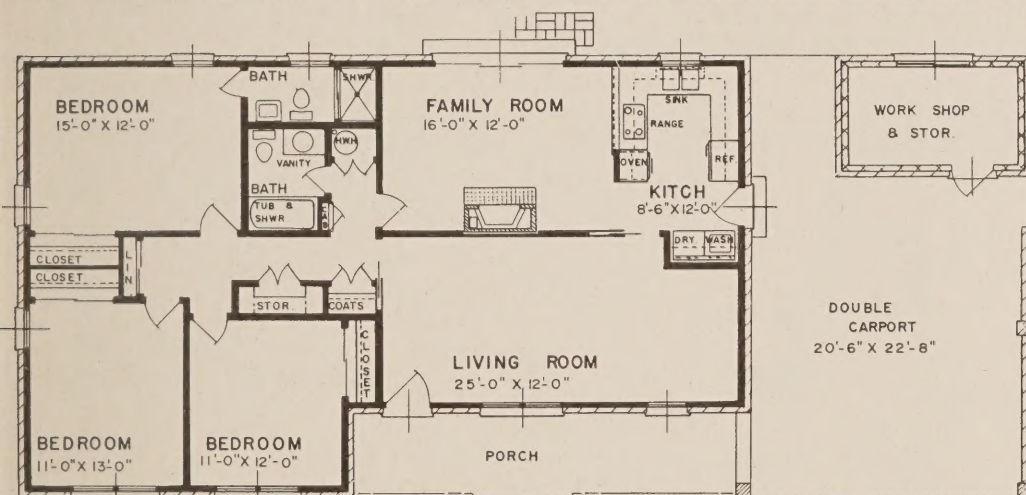 BEDROOM
15'-0" X 12'-0"
BATH
SHWR.
FAMILY ROOM
16'-0" X 12'-0"
SINK
RANGE
OVEN
REF.
KITCH
8'-6" X 12'-0"
WORK SHOP
& STOR.
VANITY
H.W.H.
BATH
TUB &
SHWR.
CAB
DRY.
WASH
CLOSET
CLOSET
LIN
STOR.
COATS
CLOSET
LIVING ROOM
25'-0" X 12'-0"
DOUBLE
CARPORT
20'-6" X 22'-8"
BEDROOM
11'-0" X 13'-0"
BEDROOM
11'-0" X 12'-0"
PORCH